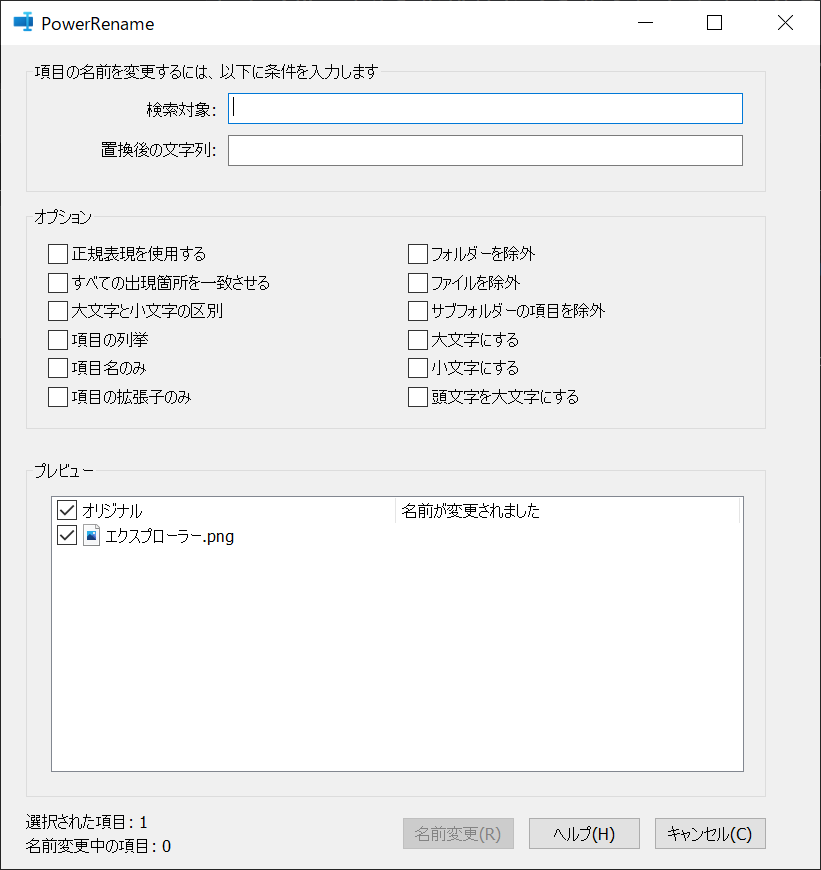 PowerRename
項目の名前を変更するには、以下に条件を入力します
検索対象:
置換後の文字列:
オプション
正規表現を使用する
すべての出現箇所を一致させる
大文字と小文字の区別
項目の列挙
項目名のみ
項目の拡張子のみ
フォルダーを除外
ファイルを除外
サブフォルダーの項目を除外
大文字にする
小文字にする
頭文字を大文字にする
プレビュー
オリジナル 名前が変更されました
エクスプローラー.png
選択された項目: 1
名前変更中の項目: 0
名前変更(R) ヘルプ(H) キャンセル(C)